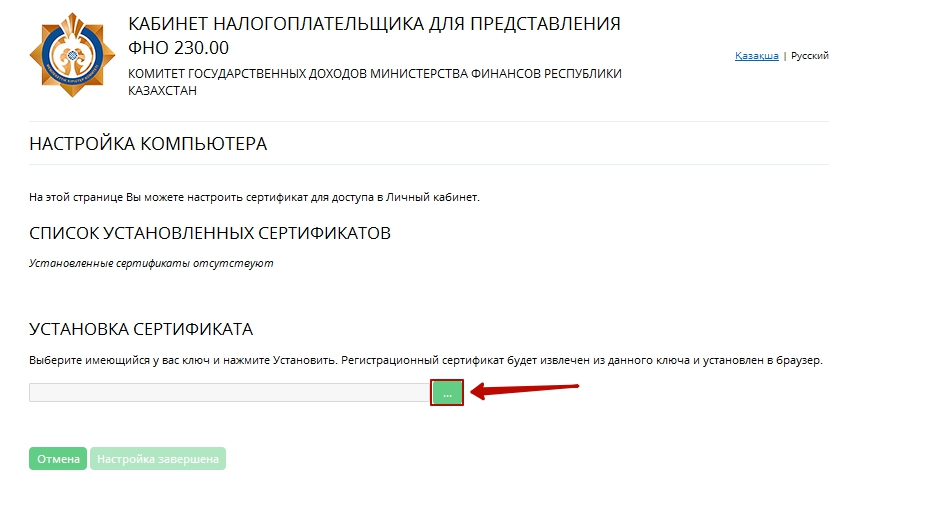 КАБИНЕТ НАЛОГОПЛАТЕЛЬЩИКА ДЛЯ ПРЕДСТАВЛЕНИЯ
ФНО 230.00
КОМИТЕТ ГОСУДАРСТВЕННЫХ ДОХОДОВ МИНИСТЕРСТВА ФИНАНСОВ РЕСПУБЛИКИ
КАЗАХСТАН
Қазақша | Русский
НАСТРОЙКА КОМПЬЮТЕРА
На этой странице Вы можете настроить сертификат для доступа в Личный кабинет.
СПИСОК УСТАНОВЛЕННЫХ СЕРТИФИКАТОВ
Установленные сертификаты отсутствуют
УСТАНОВКА СЕРТИФИКАТА
Выберите имеющийся у вас ключ и нажмите Установить. Регистрационный сертификат будет извлечен из данного ключа и установлен в браузер.
...
Отмена Настройка завершена